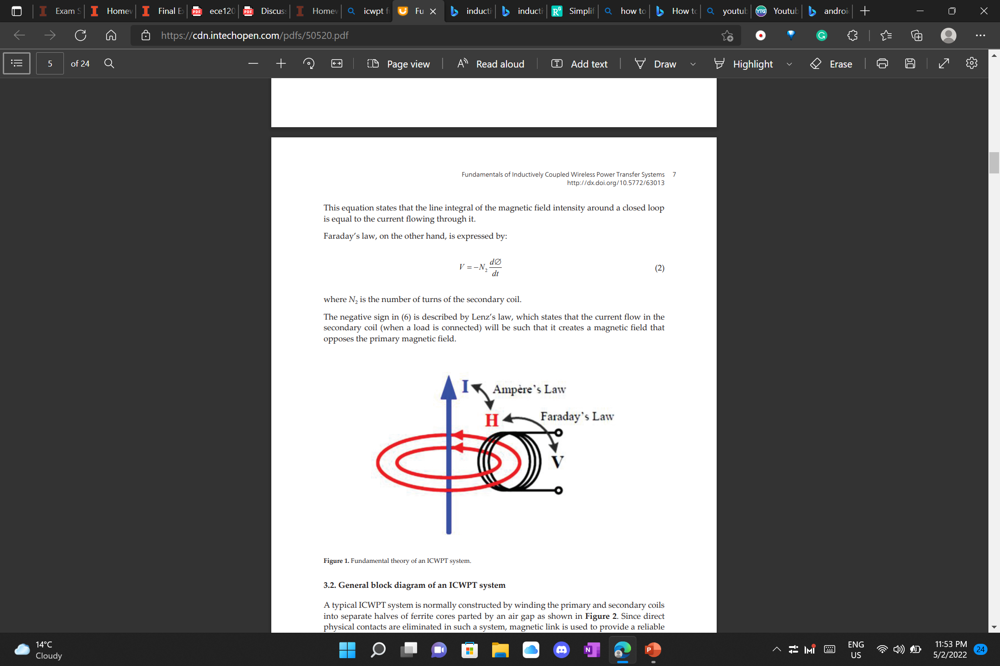 Exam S
Homew
Final E
ece120
Discus
Homew
icwpt f
Fu
inducti
inducti
Simplif
how to
How to
youtub
Youtub
androi
https://cdn.intechopen.com/pdfs/50520.pdf
5 of 24
Page view
Read aloud
Add text
Draw
Highlight
Erase
Fundamentals of Inductively Coupled Wireless Power Transfer Systems 7
http://dx.doi.org/10.5772/63013
This equation states that the line integral of the magnetic field intensity around a closed loop
is equal to the current flowing through it.
Faraday's law, on the other hand, is expressed by:
V = −N₂ d∅/dt (2)
where N₂ is the number of turns of the secondary coil.
The negative sign in (6) is described by Lenz's law, which states that the current flow in the
secondary coil (when a load is connected) will be such that it creates a magnetic field that
opposes the primary magnetic field.
I
Ampère's Law
H
Faraday's Law
V
Figure 1. Fundamental theory of an ICWPT system.
3.2. General block diagram of an ICWPT system
A typical ICWPT system is normally constructed by winding the primary and secondary coils
into separate halves of ferrite cores parted by an air gap as shown in Figure 2. Since direct
physical contacts are eliminated in such a system, magnetic link is used to provide a reliable
14°C
Cloudy
ENG
US
11:53 PM
5/2/2022
24